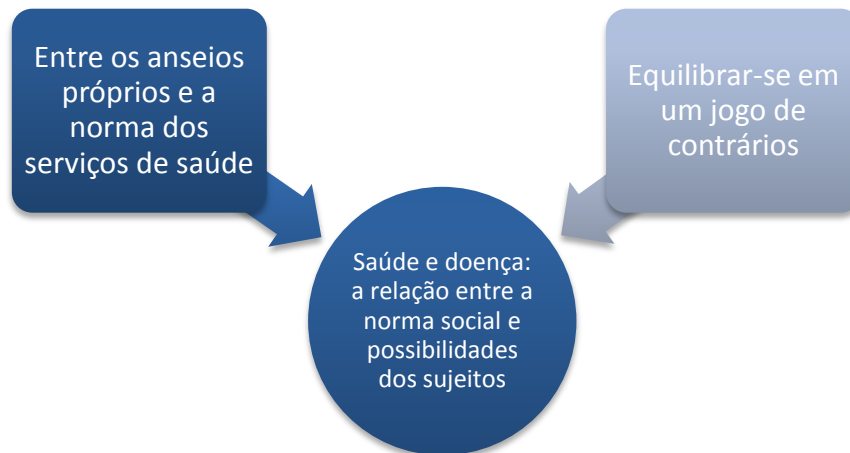 Entre os anseios
próprios e a
norma dos
serviços de saúde
Equilibrar-se em
um jogo de
contrários
Saúde e doença:
a relação entre a
norma social e
possibilidades
dos sujeitos